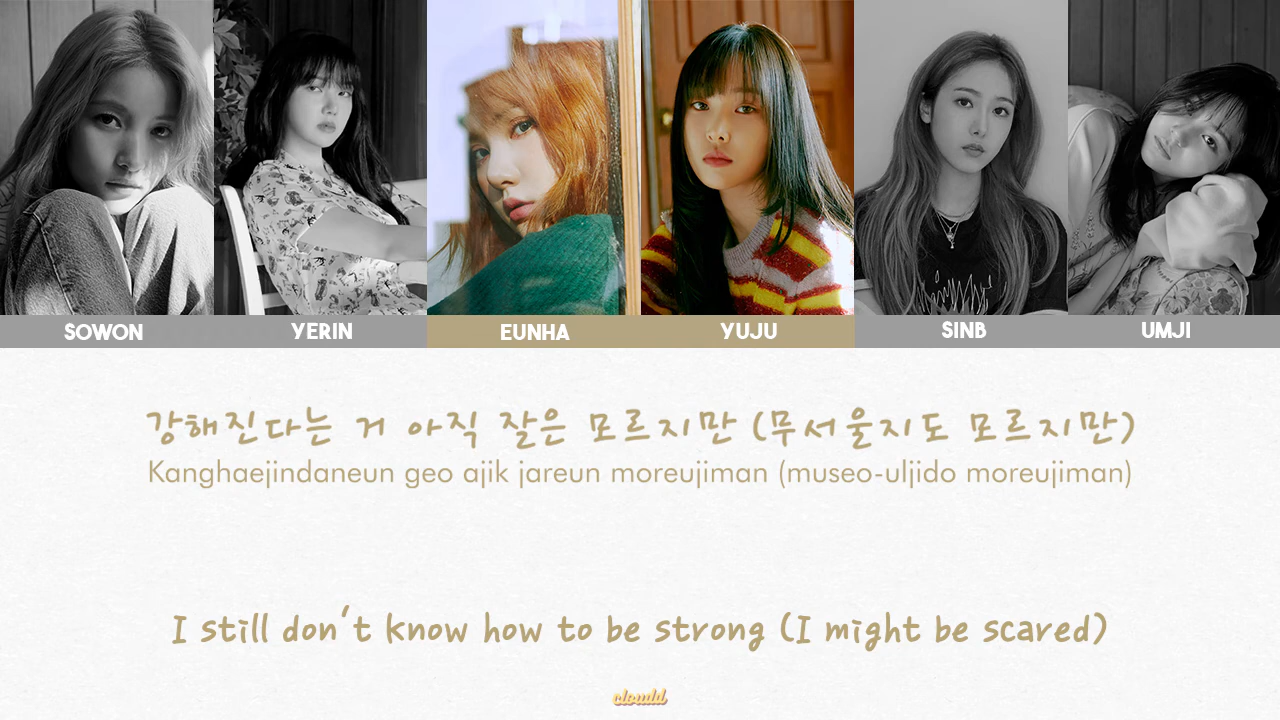 SOWON YERIN EUNHA YUJU SINB UMJI
강해진다는 거 아직 잘은 모르지만 (무서울지도 모르지만)
Kanghaejindaneun geo ajik jareun moreujiman (museo-uljido moreujiman)
I still don't know how to be strong (I might be scared)
cloudd